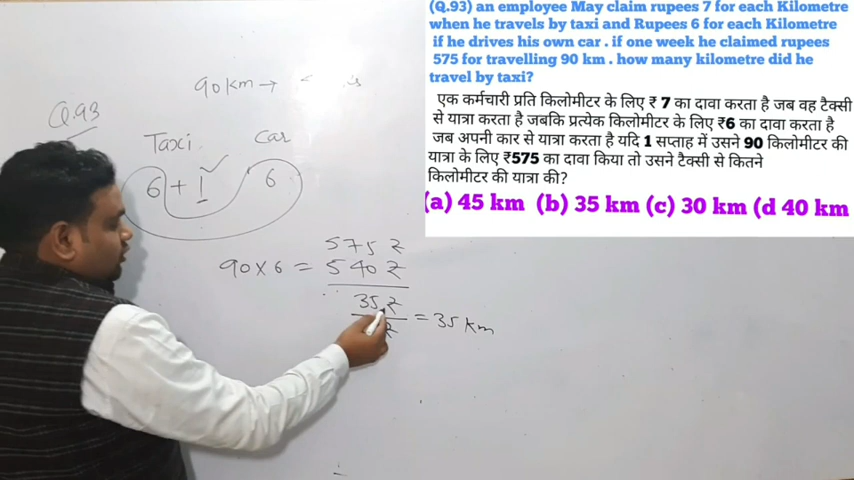 (Q.93) an employee May claim rupees 7 for each Kilometre
when he travels by taxi and Rupees 6 for each Kilometre
if he drives his own car . if one week he claimed rupees
575 for travelling 90 km . how many kilometre did he
travel by taxi?
एक कर्मचारी प्रति किलोमीटर के लिए ₹ 7 का दावा करता है जब वह टैक्सी
से यात्रा करता है जबकि प्रत्येक किलोमीटर के लिए ₹6 का दावा करता है
जब अपनी कार से यात्रा करता है यदि 1 सप्ताह में उसने 90 किलोमीटर की
यात्रा के लिए ₹575 का दावा किया तो उसने टैक्सी से कितने
किलोमीटर की यात्रा की?
(a) 45 km (b) 35 km (c) 30 km (d 40 km
90 km →
Q.93
Taxi Car
6 + 1 6
575 ₹
90 × 6 = 540 ₹
35 ₹
= 35 km